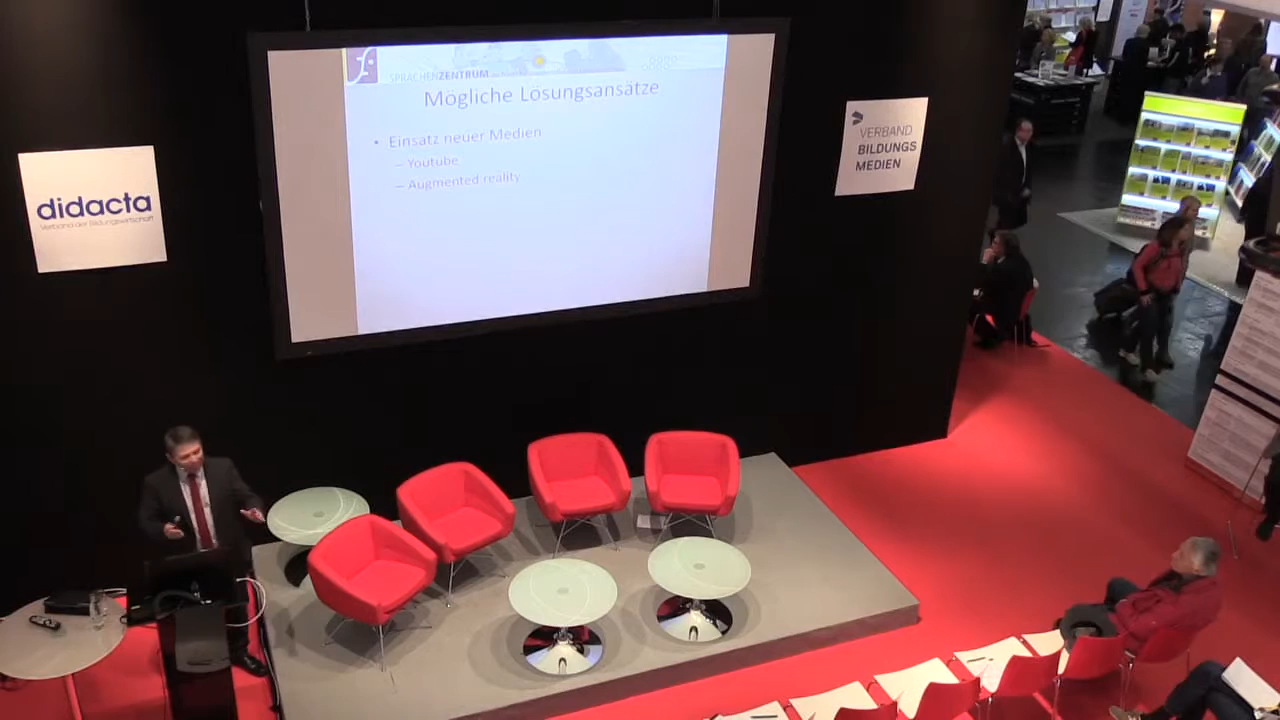 SPRACHENZENTRUM
Mögliche Lösungsansätze
• Einsatz neuer Medien
– Youtube
– Augmented reality
didacta
Verband der Bildungswirtschaft
VERBAND
BILDUNGS
MEDIEN